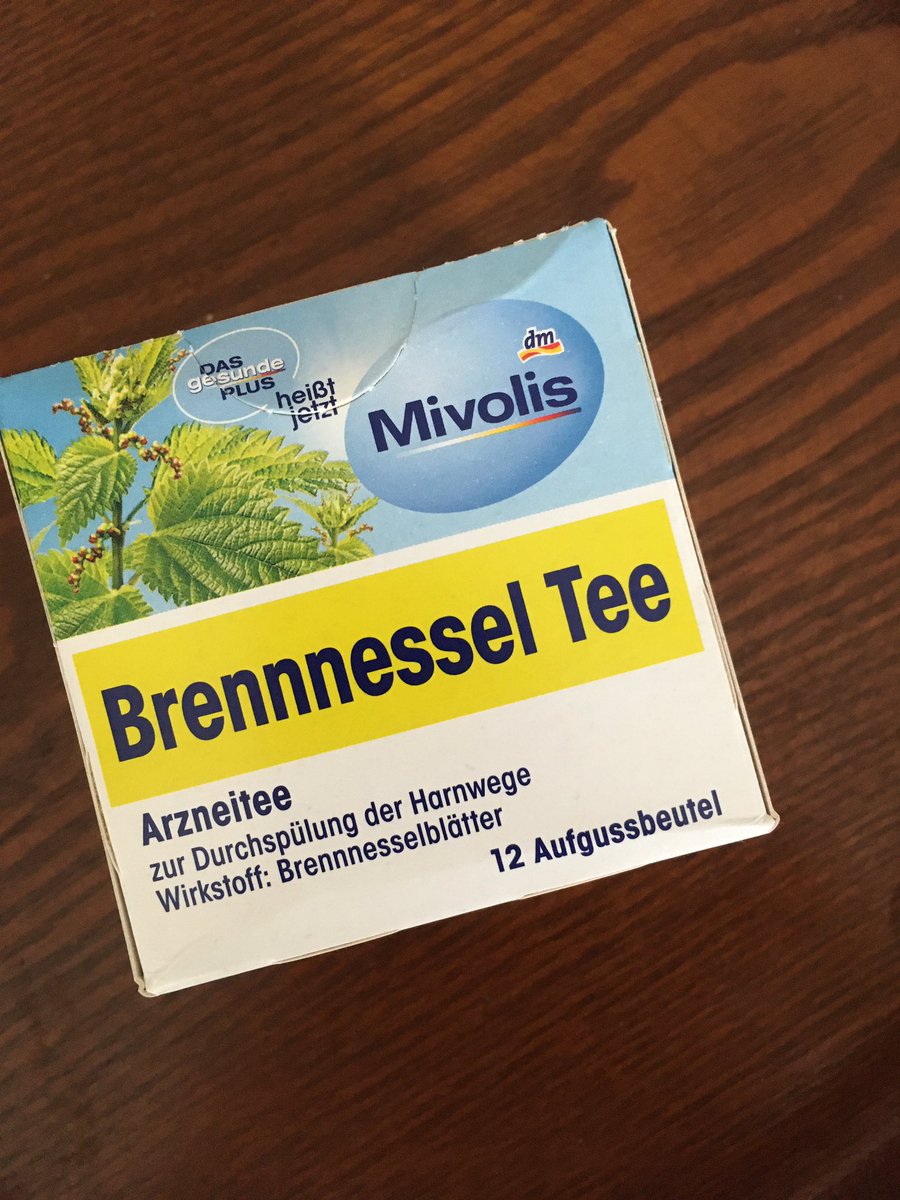 DAS
gesunde
PLUS
heißt
jetzt
dm
Mivolis
Brennnessel Tee
Arzneitee
zur Durchspülung der Harnwege
Wirkstoff: Brennnesselblätter
12 Aufgussbeutel